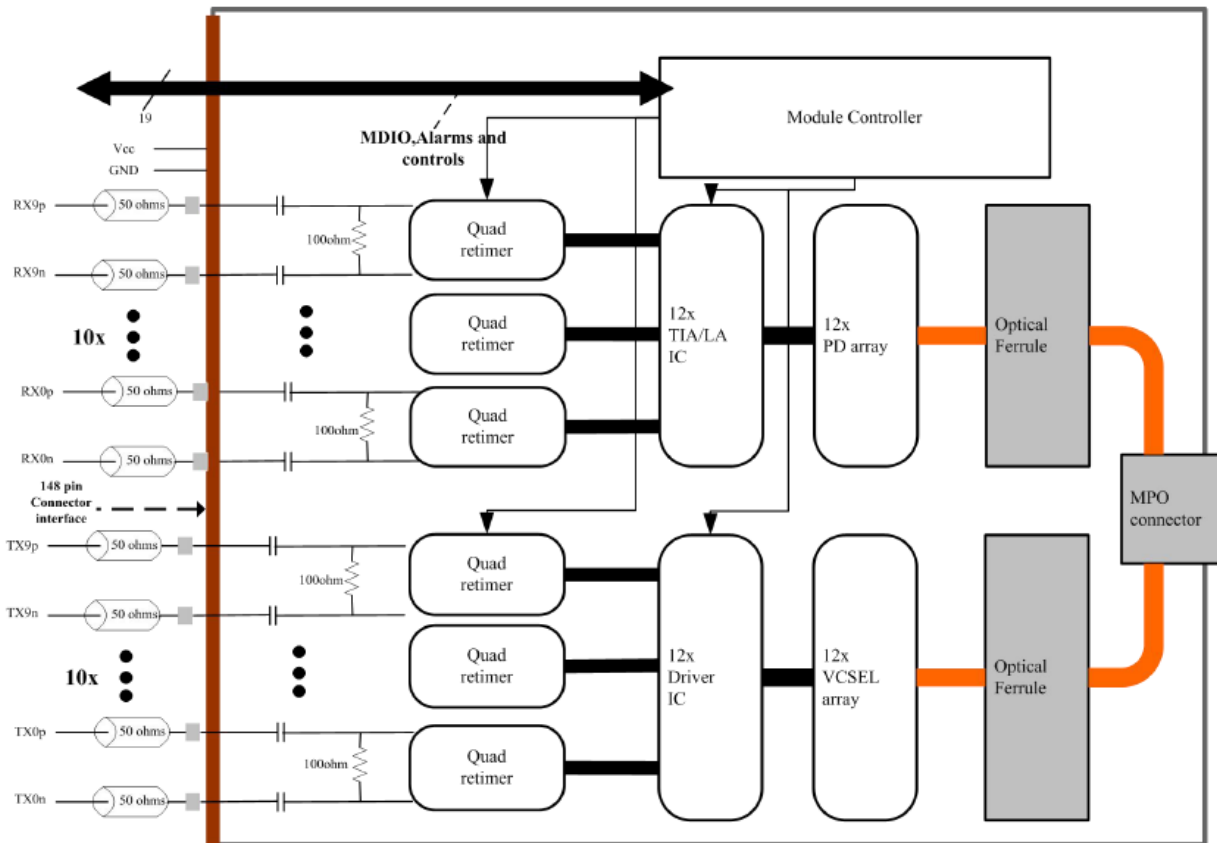 Module Controller
19
MDIO,Alarms and
controls
Vcc
GND
RX9p
50 ohms
100ohm
Quad
retimer
RX9n
50 ohms
10x
Quad
retimer
12x
TIA/LA
IC
12x
PD array
Optical
Ferrule
RX0p
50 ohms
100ohm
Quad
retimer
RX0n
50 ohms
148 pin
Connector
interface
MPO
connector
TX9p
50 ohms
100ohm
Quad
retimer
TX9n
50 ohms
10x
Quad
retimer
12x
Driver
IC
12x
VCSEL
array
Optical
Ferrule
TX0p
50 ohms
100ohm
Quad
retimer
TX0n
50 ohms